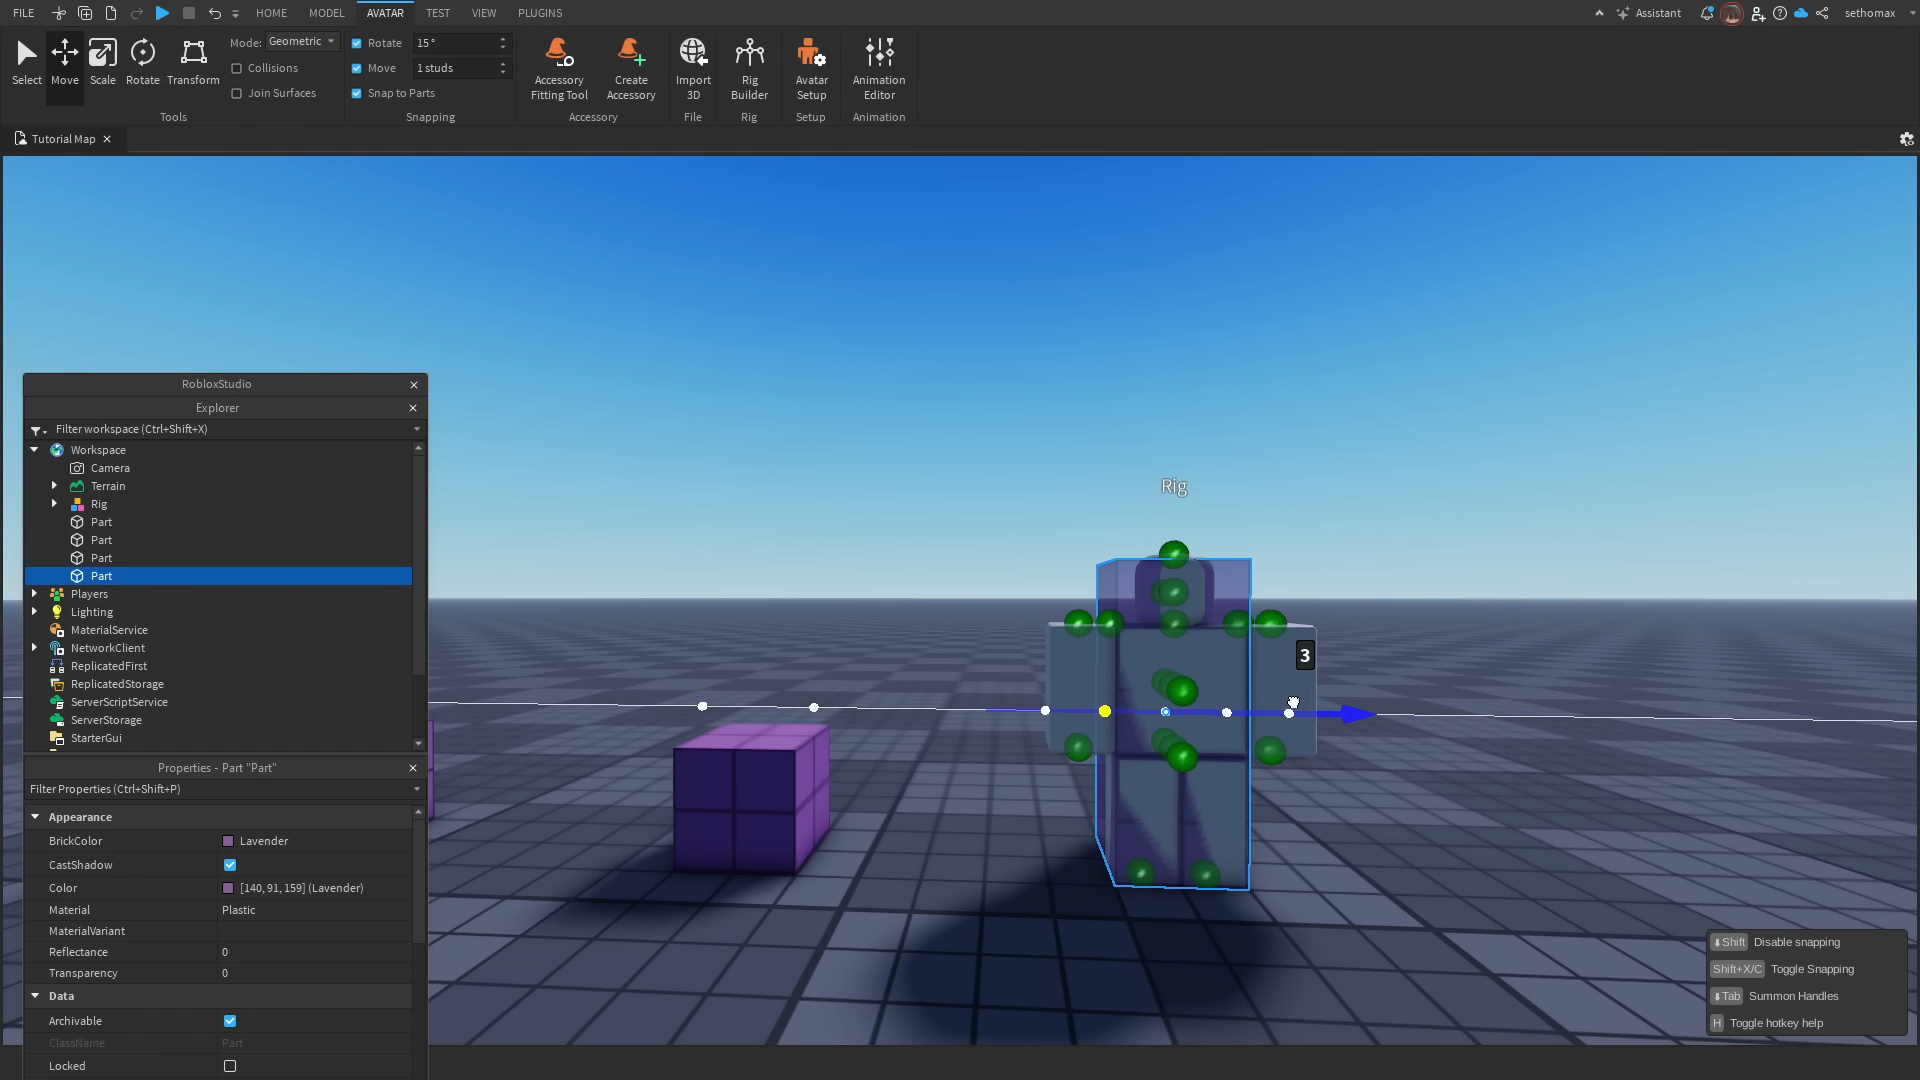 FILE HOME MODEL AVATAR TEST VIEW PLUGINS Assistant sethomax
Select Move Scale Rotate Transform
Mode: Geometric
Collisions
Join Surfaces
Tools
Rotate 15°
Move 1 studs
Snap to Parts
Snapping
Accessory Fitting Tool
Create Accessory
Accessory
Import 3D
File
Rig Builder
Rig
Avatar Setup
Setup
Animation Editor
Animation
Tutorial Map
RobloxStudio
Explorer
Filter workspace (Ctrl+Shift+X)
Workspace
Camera
Terrain
Rig
Part
Part
Part
Part
Players
Lighting
MaterialService
NetworkClient
ReplicatedFirst
ReplicatedStorage
ServerScriptService
ServerStorage
StarterGui
Properties - Part "Part"
Filter Properties (Ctrl+Shift+P)
Appearance
BrickColor Lavender
CastShadow
Color [140, 91, 159] (Lavender)
Material Plastic
MaterialVariant
Reflectance 0
Transparency 0
Data
Archivable
ClassName Part
Locked
Rig
3
Shift Disable snapping
Shift+X/C Toggle Snapping
Tab Summon Handles
H Toggle hotkey help